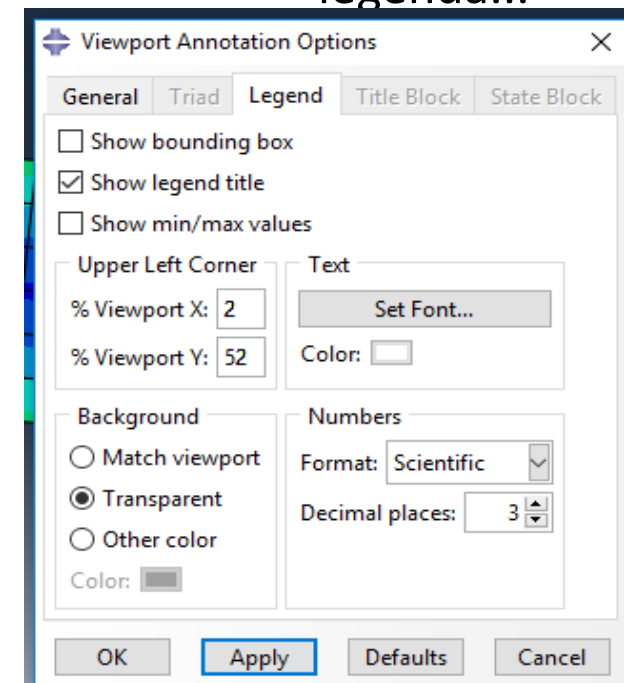 legenda...
Viewport Annotation Options
General Triad Legend Title Block State Block
Show bounding box
Show legend title
Show min/max values
Upper Left Corner
% Viewport X: 2
% Viewport Y: 52
Text
Set Font...
Color:
Background
Match viewport
Transparent
Other color
Color:
Numbers
Format: Scientific
Decimal places: 3
OK Apply Defaults Cancel